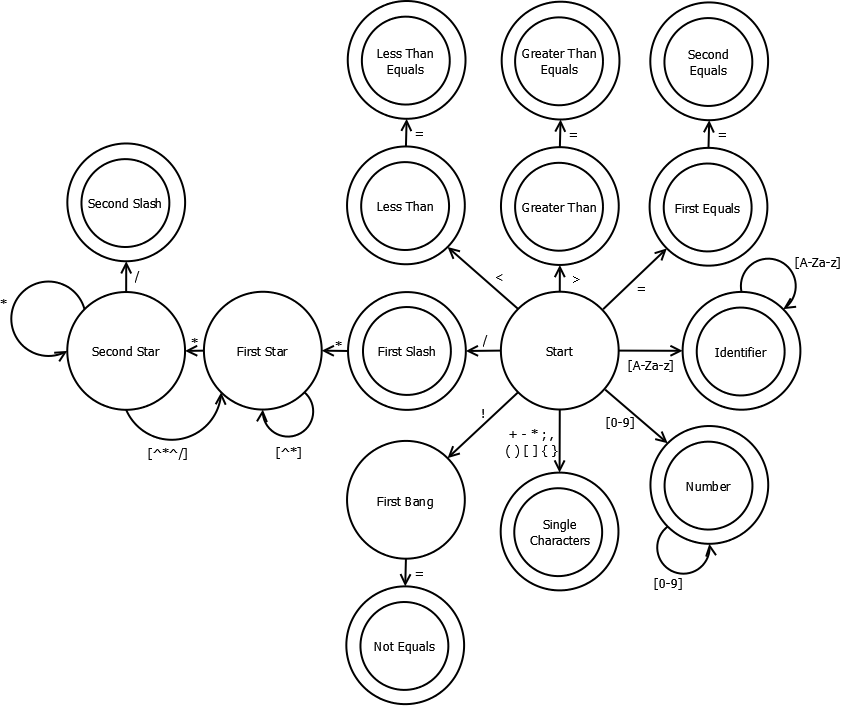 Less Than
Equals
Greater Than
Equals
Second
Equals
=
=
=
Second Slash
Less Than
Greater Than
First Equals
/
<
>
=
[A-Za-z]
*
Second Star
*
First Star
*
First Slash
/
Start
[A-Za-z]
Identifier
[^*^/]
[^*]
!
+ - * ; ,
( ) [ ] { }
[0-9]
First Bang
Number
Single
Characters
=
[0-9]
Not Equals